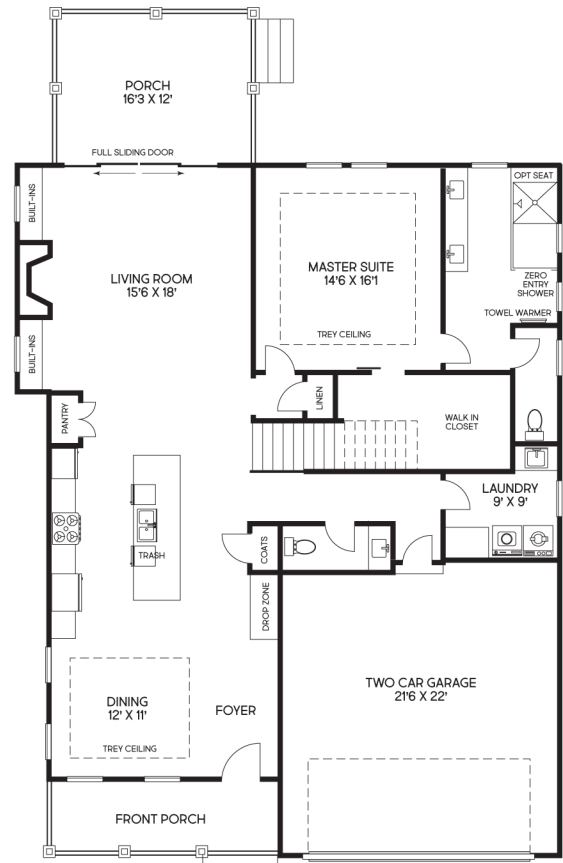 PORCH
16'3 X 12'
FULL SLIDING DOOR
BUILT-INS
OPT SEAT
LIVING ROOM
15'6 X 18'
MASTER SUITE
14'6 X 16'1
ZERO
ENTRY
SHOWER
TOWEL WARMER
TREY CEILING
BUILT-INS
LINEN
PANTRY
WALK IN
CLOSET
LAUNDRY
9' X 9'
TRASH
COATS
DROP ZONE
TWO CAR GARAGE
21'6 X 22'
DINING
12' X 11'
FOYER
TREY CEILING
FRONT PORCH